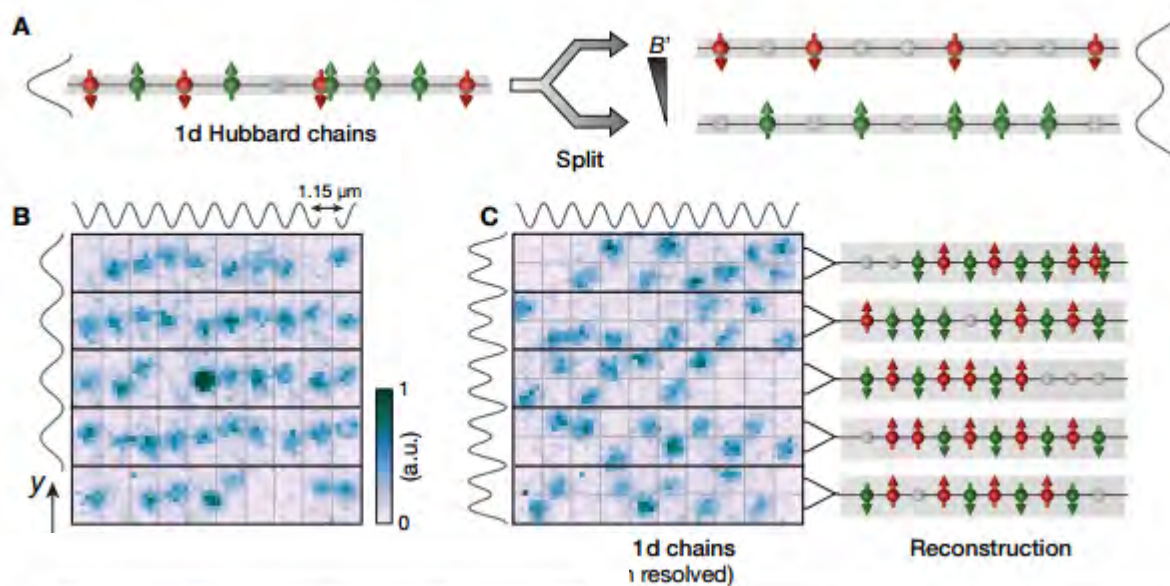 A
B'
1d Hubbard chains
Split
B
1.15 µm
C
1
(a.u.)
0
y
1d chains
Reconstruction
resolved)